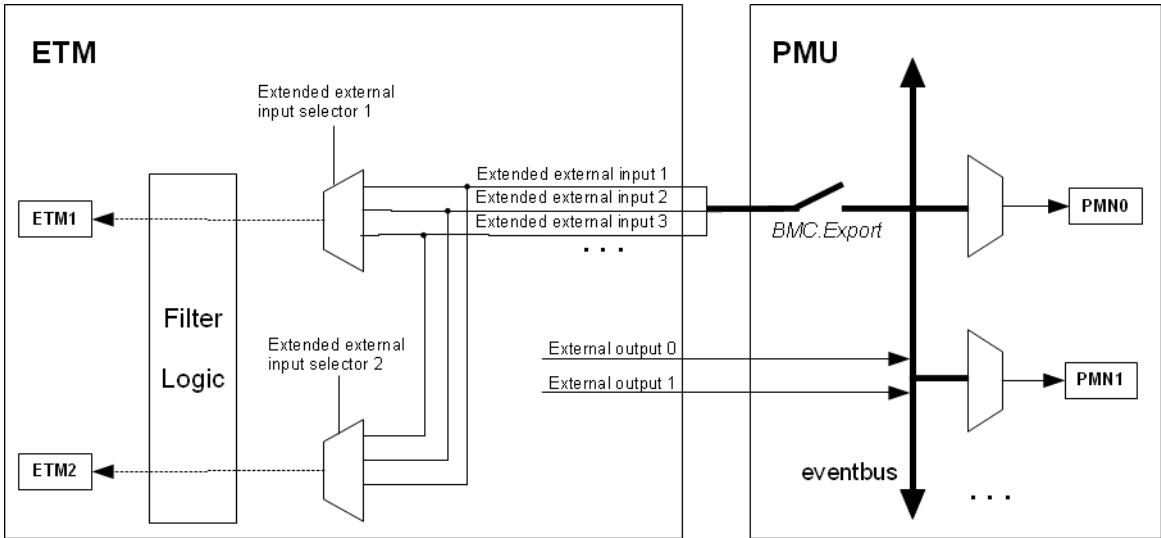 ETM
PMU
Extended external
input selector 1
Extended external input 1
Extended external input 2
Extended external input 3
. . .
BMC.Export
ETM1
PMN0
Filter
Logic
Extended external
input selector 2
External output 0
External output 1
PMN1
ETM2
eventbus
. . .